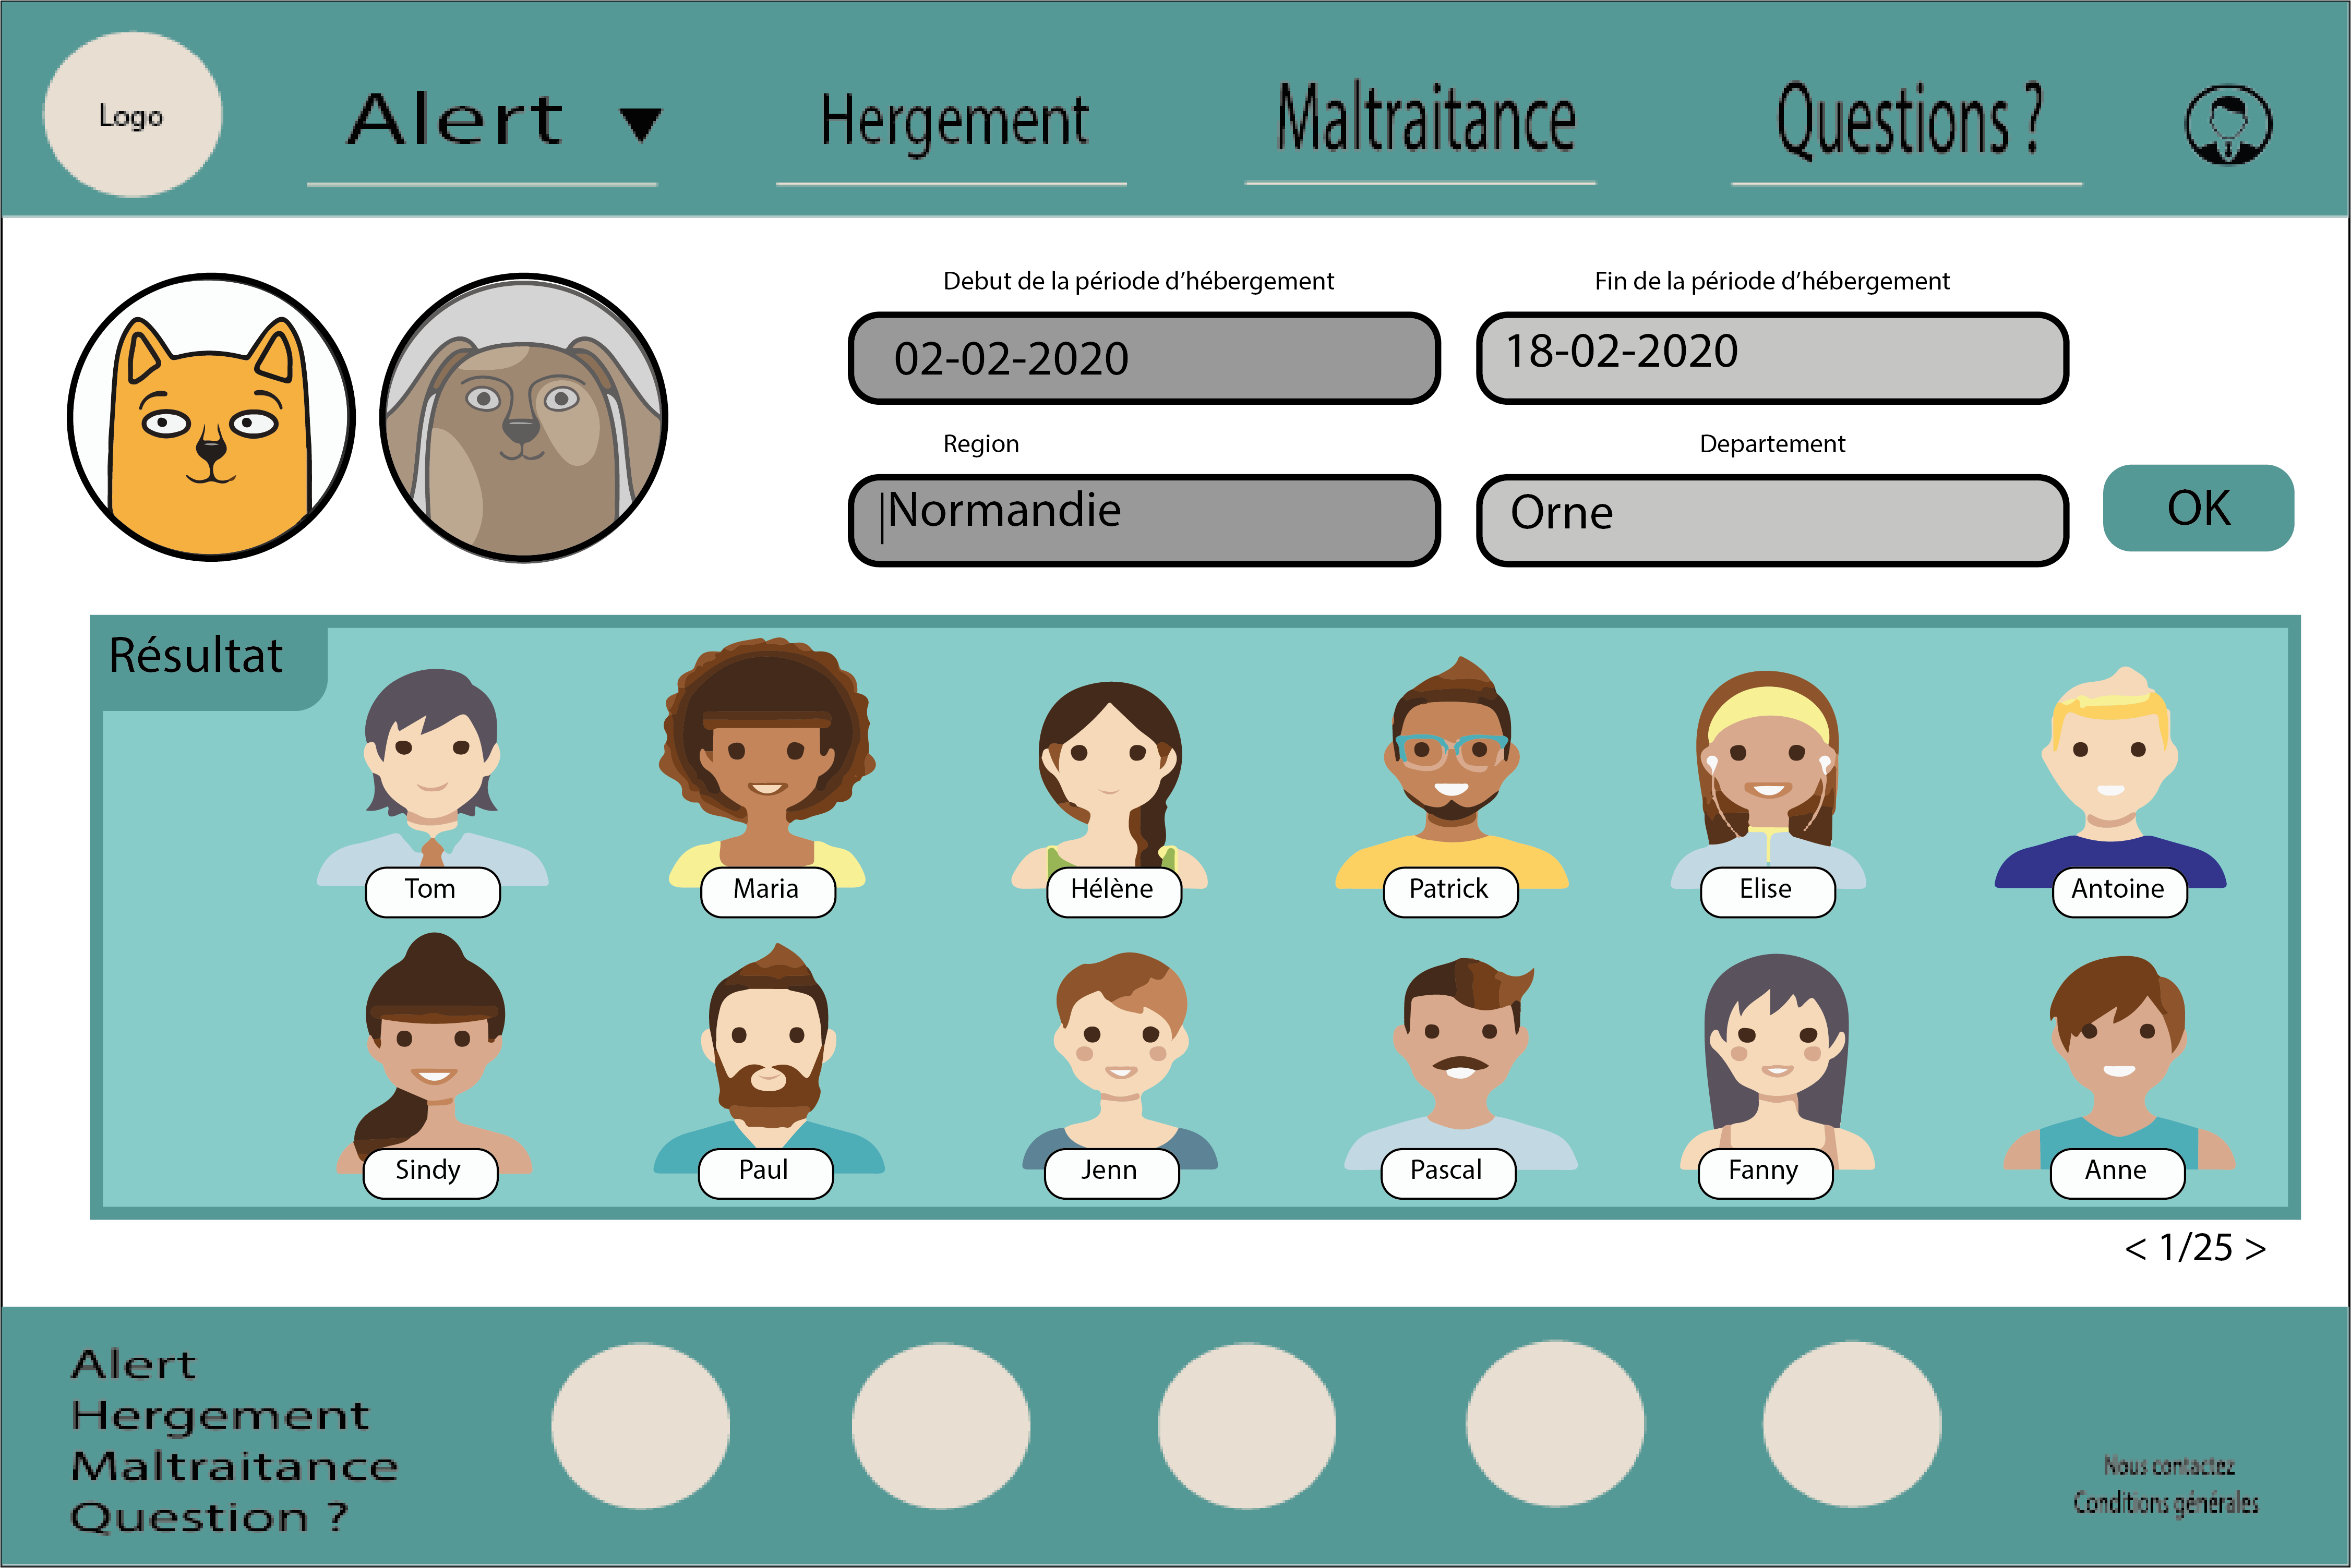 Logo
Alert
Hergement
Maltraitance
Questions ?
Debut de la période d'hébergement
Fin de la période d'hébergement
02-02-2020
18-02-2020
Region
Departement
Normandie
Orne
OK
Résultat
Tom
Maria
Hélène
Patrick
Elise
Antoine
Sindy
Paul
Jenn
Pascal
Fanny
Anne
< 1/25 >
Alert
Hergement
Maltraitance
Question ?
Nous contactez
Conditions générales